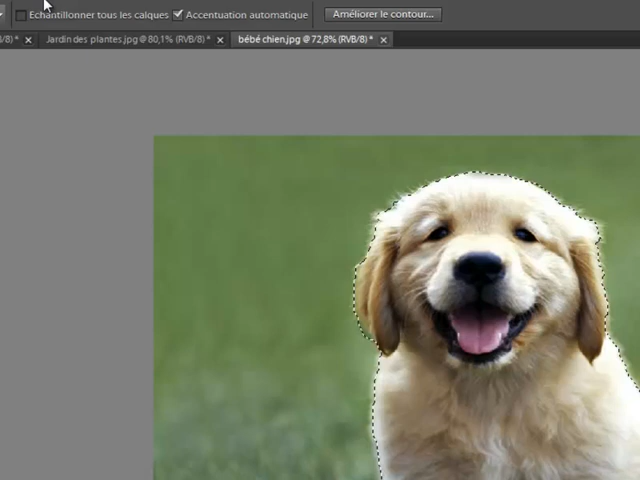 Echantillonner tous les calques Accentuation automatique Améliorer le contour...
/8) * × Jardin des plantes.jpg @ 80,1% (RVB/8) * × bébé chien.jpg @ 72,8% (RVB/8) * ×